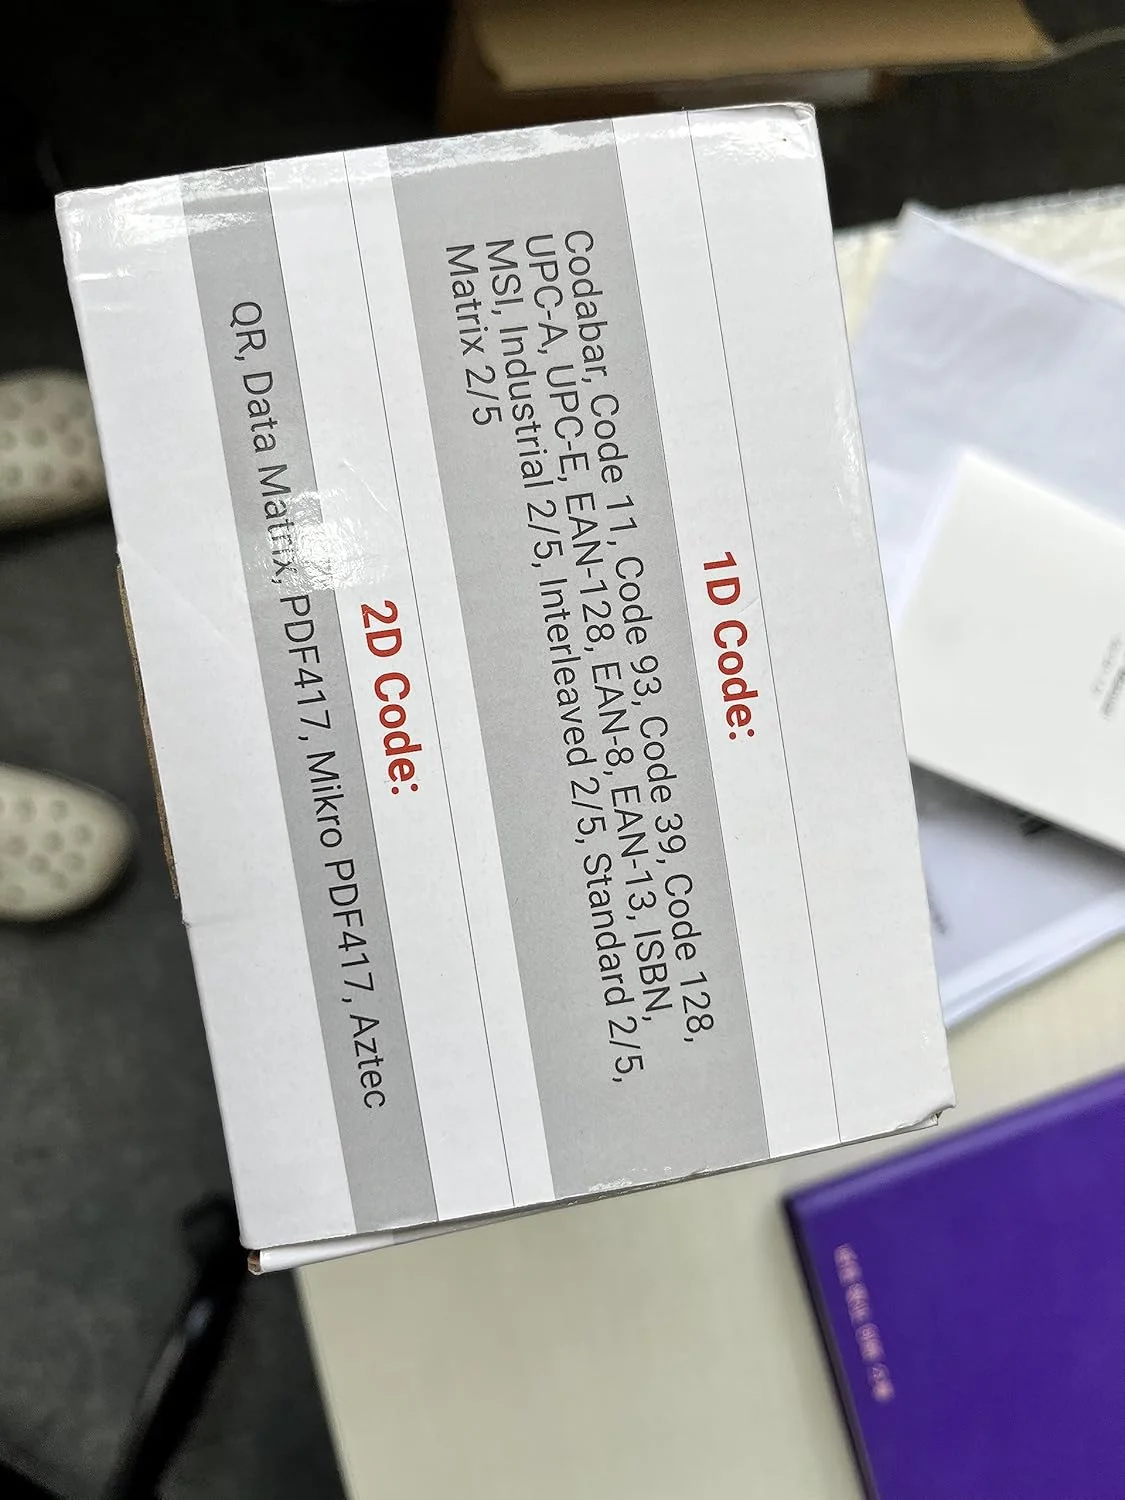 1D Code:
Codabar, Code 11, Code 93, Code 39, Code 128,
UPC-A, UPC-E, EAN-128, EAN-8, EAN-13, ISBN,
MSI, Industrial 2/5, Interleaved 2/5, Standard 2/5,
Matrix 2/5
2D Code:
QR, Data Matrix, PDF417, Mikro PDF417, Aztec